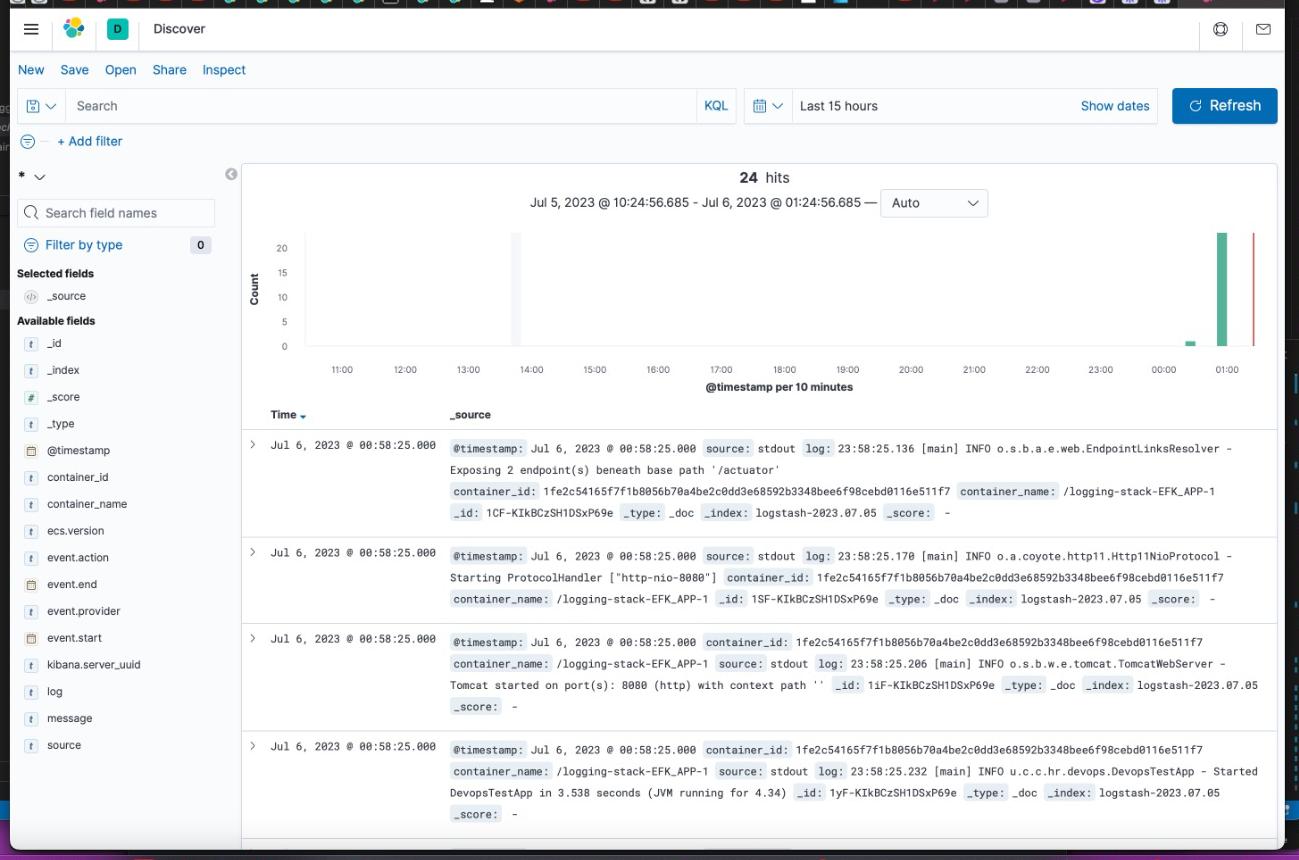 D Discover
New Save Open Share Inspect
Search KQL Last 15 hours Show dates Refresh
+ Add filter
*
Search field names
Filter by type 0
Selected fields
_source
Available fields
_id
_index
_score
_type
@timestamp
container_id
container_name
ecs.version
event.action
event.end
event.provider
event.start
kibana.server_uuid
log
message
source
24 hits
Jul 5, 2023 @ 10:24:56.685 - Jul 6, 2023 @ 01:24:56.685 — Auto
Count
20
15
10
5
0
11:00 12:00 13:00 14:00 15:00 16:00 17:00 18:00 19:00 20:00 21:00 22:00 23:00 00:00 01:00
@timestamp per 10 minutes
Time _source
Jul 6, 2023 @ 00:58:25.000 @timestamp: Jul 6, 2023 @ 00:58:25.000 source: stdout log: 23:58:25.136 [main] INFO o.s.b.a.e.web.EndpointLinksResolver -
Exposing 2 endpoint(s) beneath base path '/actuator'
container_id: 1fe2c54165f7f1b8056b70a4be2c0dd3e68592b3348bee6f98cebd0116e511f7 container_name: /logging-stack-EFK_APP-1
_id: 1CF-KIkBCzSH1DSxP69e _type: _doc _index: logstash-2023.07.05 _score: -
Jul 6, 2023 @ 00:58:25.000 @timestamp: Jul 6, 2023 @ 00:58:25.000 source: stdout log: 23:58:25.170 [main] INFO o.a.coyote.http11.Http11NioProtocol -
Starting ProtocolHandler ["http-nio-8080"] container_id: 1fe2c54165f7f1b8056b70a4be2c0dd3e68592b3348bee6f98cebd0116e511f7
container_name: /logging-stack-EFK_APP-1 _id: 1SF-KIkBCzSH1DSxP69e _type: _doc _index: logstash-2023.07.05 _score: -
Jul 6, 2023 @ 00:58:25.000 @timestamp: Jul 6, 2023 @ 00:58:25.000 container_id: 1fe2c54165f7f1b8056b70a4be2c0dd3e68592b3348bee6f98cebd0116e511f7
container_name: /logging-stack-EFK_APP-1 source: stdout log: 23:58:25.206 [main] INFO o.s.b.w.e.tomcat.TomcatWebServer -
Tomcat started on port(s): 8080 (http) with context path '' _id: 1iF-KIkBCzSH1DSxP69e _type: _doc _index: logstash-2023.07.05
_score: -
Jul 6, 2023 @ 00:58:25.000 @timestamp: Jul 6, 2023 @ 00:58:25.000 container_id: 1fe2c54165f7f1b8056b70a4be2c0dd3e68592b3348bee6f98cebd0116e511f7
container_name: /logging-stack-EFK_APP-1 source: stdout log: 23:58:25.232 [main] INFO u.c.c.hr.devops.DevopsTestApp - Started
DevopsTestApp in 3.538 seconds (JVM running for 4.34) _id: 1yF-KIkBCzSH1DSxP69e _type: _doc _index: logstash-2023.07.05
_score: -